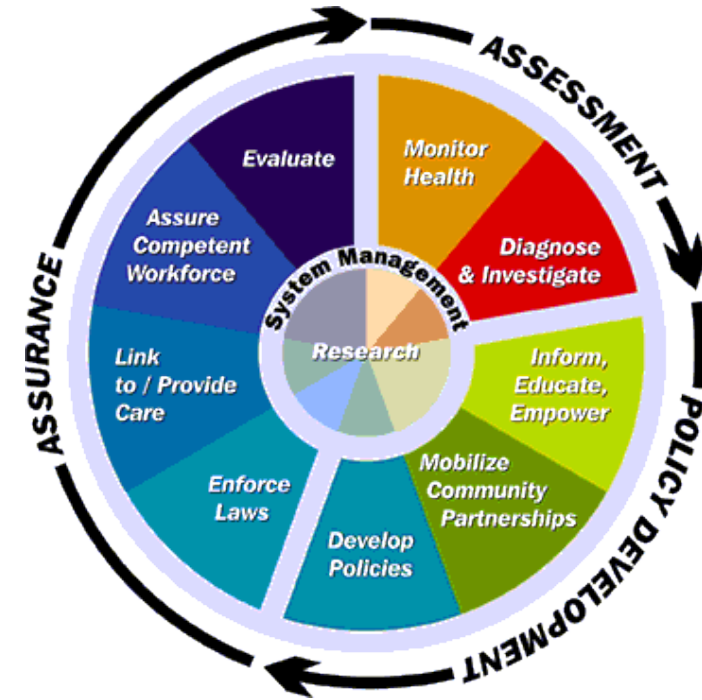 ASSESSMENT
Monitor
Health
Diagnose
& Investigate
POLICY DEVELOPMENT
Inform,
Educate,
Empower
Mobilize
Community
Partnerships
Develop
Policies
ASSURANCE
Enforce
Laws
Link
to / Provide
Care
Assure
Competent
Workforce
Evaluate
System Management
Research